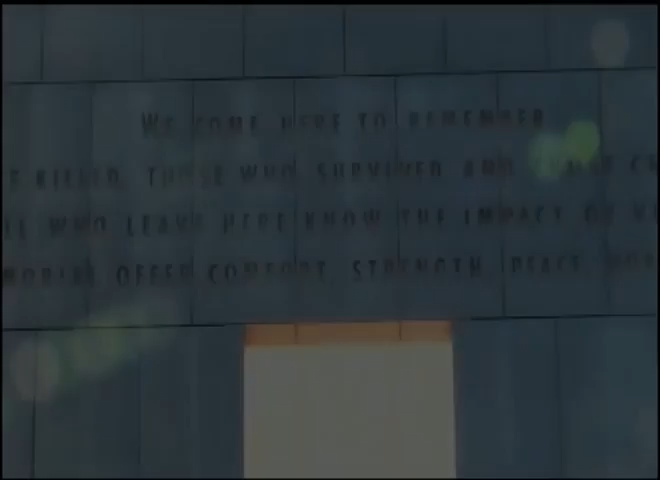 WE COME HERE TO REMEMBER
KILLED, THOSE WHO SURVIVED AND
WHO LEAVE HERE KNOW THE IMPACT OF
OFFER COMFORT, STRENGTH, PEACE,